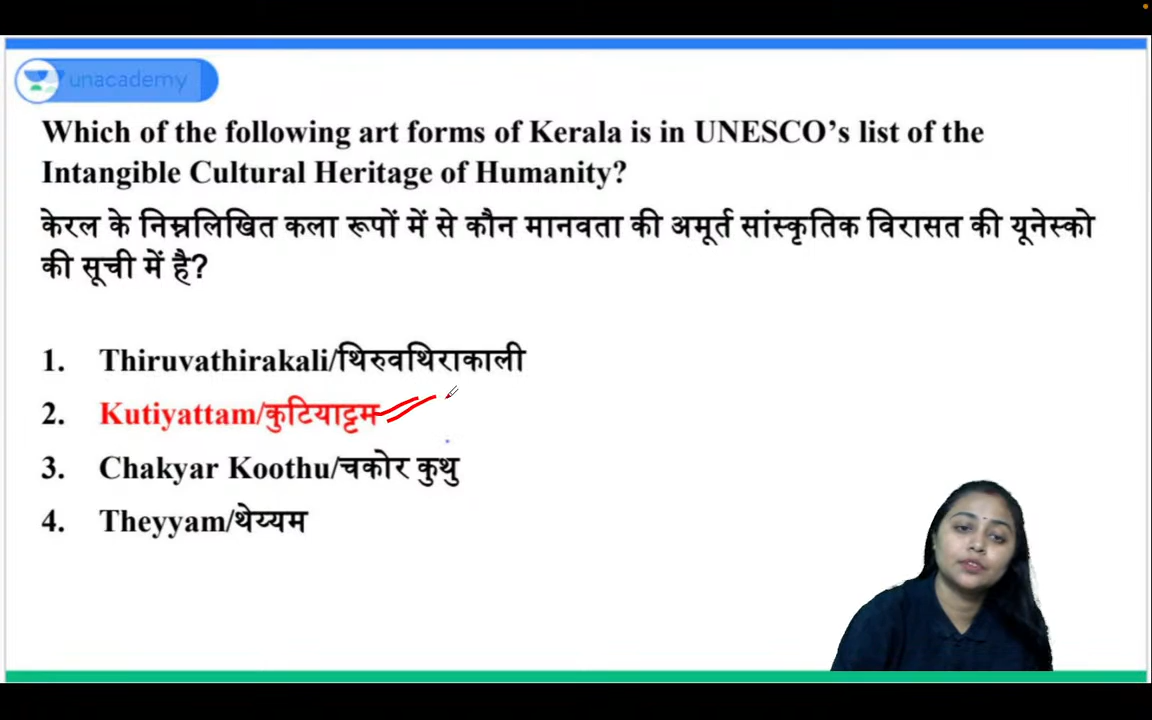 unacademy
Which of the following art forms of Kerala is in UNESCO’s list of the
Intangible Cultural Heritage of Humanity?
केरल के निम्नलिखित कला रूपों में से कौन मानवता की अमूर्त सांस्कृतिक विरासत की यूनेस्को
की सूची में है?
1. Thiruvathirakali/थिरुवथिराकाली
2. Kutiyattam/कुटियाट्टम
3. Chakyar Koothu/चकोर कुथु
4. Theyyam/थेय्यम